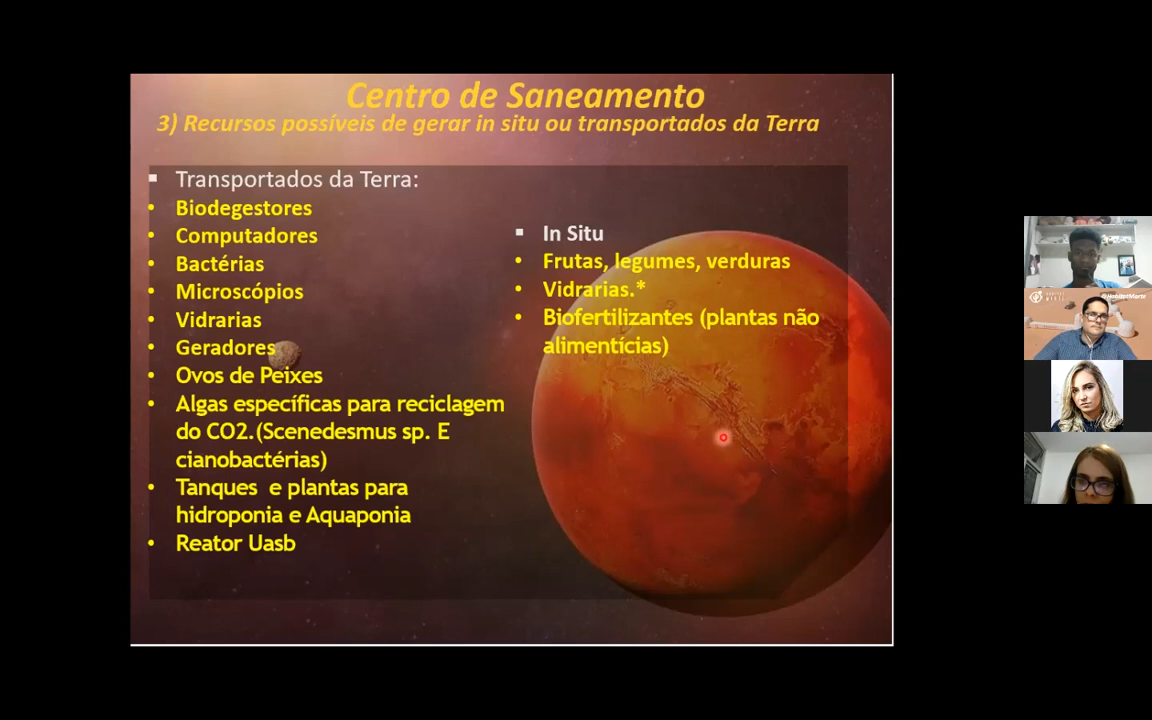 Centro de Saneamento
3) Recursos possíveis de gerar in situ ou transportados da Terra
Transportados da Terra:
Biodegestores
Computadores
Bactérias
Microscópios
Vidrarias
Geradores
Ovos de Peixes
Algas específicas para reciclagem
do CO2.(Scenedesmus sp. E
cianobactérias)
Tanques e plantas para
hidroponia e Aquaponia
Reator Uasb
In Situ
Frutas, legumes, verduras
Vidrarias.*
Biofertilizantes (plantas não
alimentícias)
@HabitatMarte